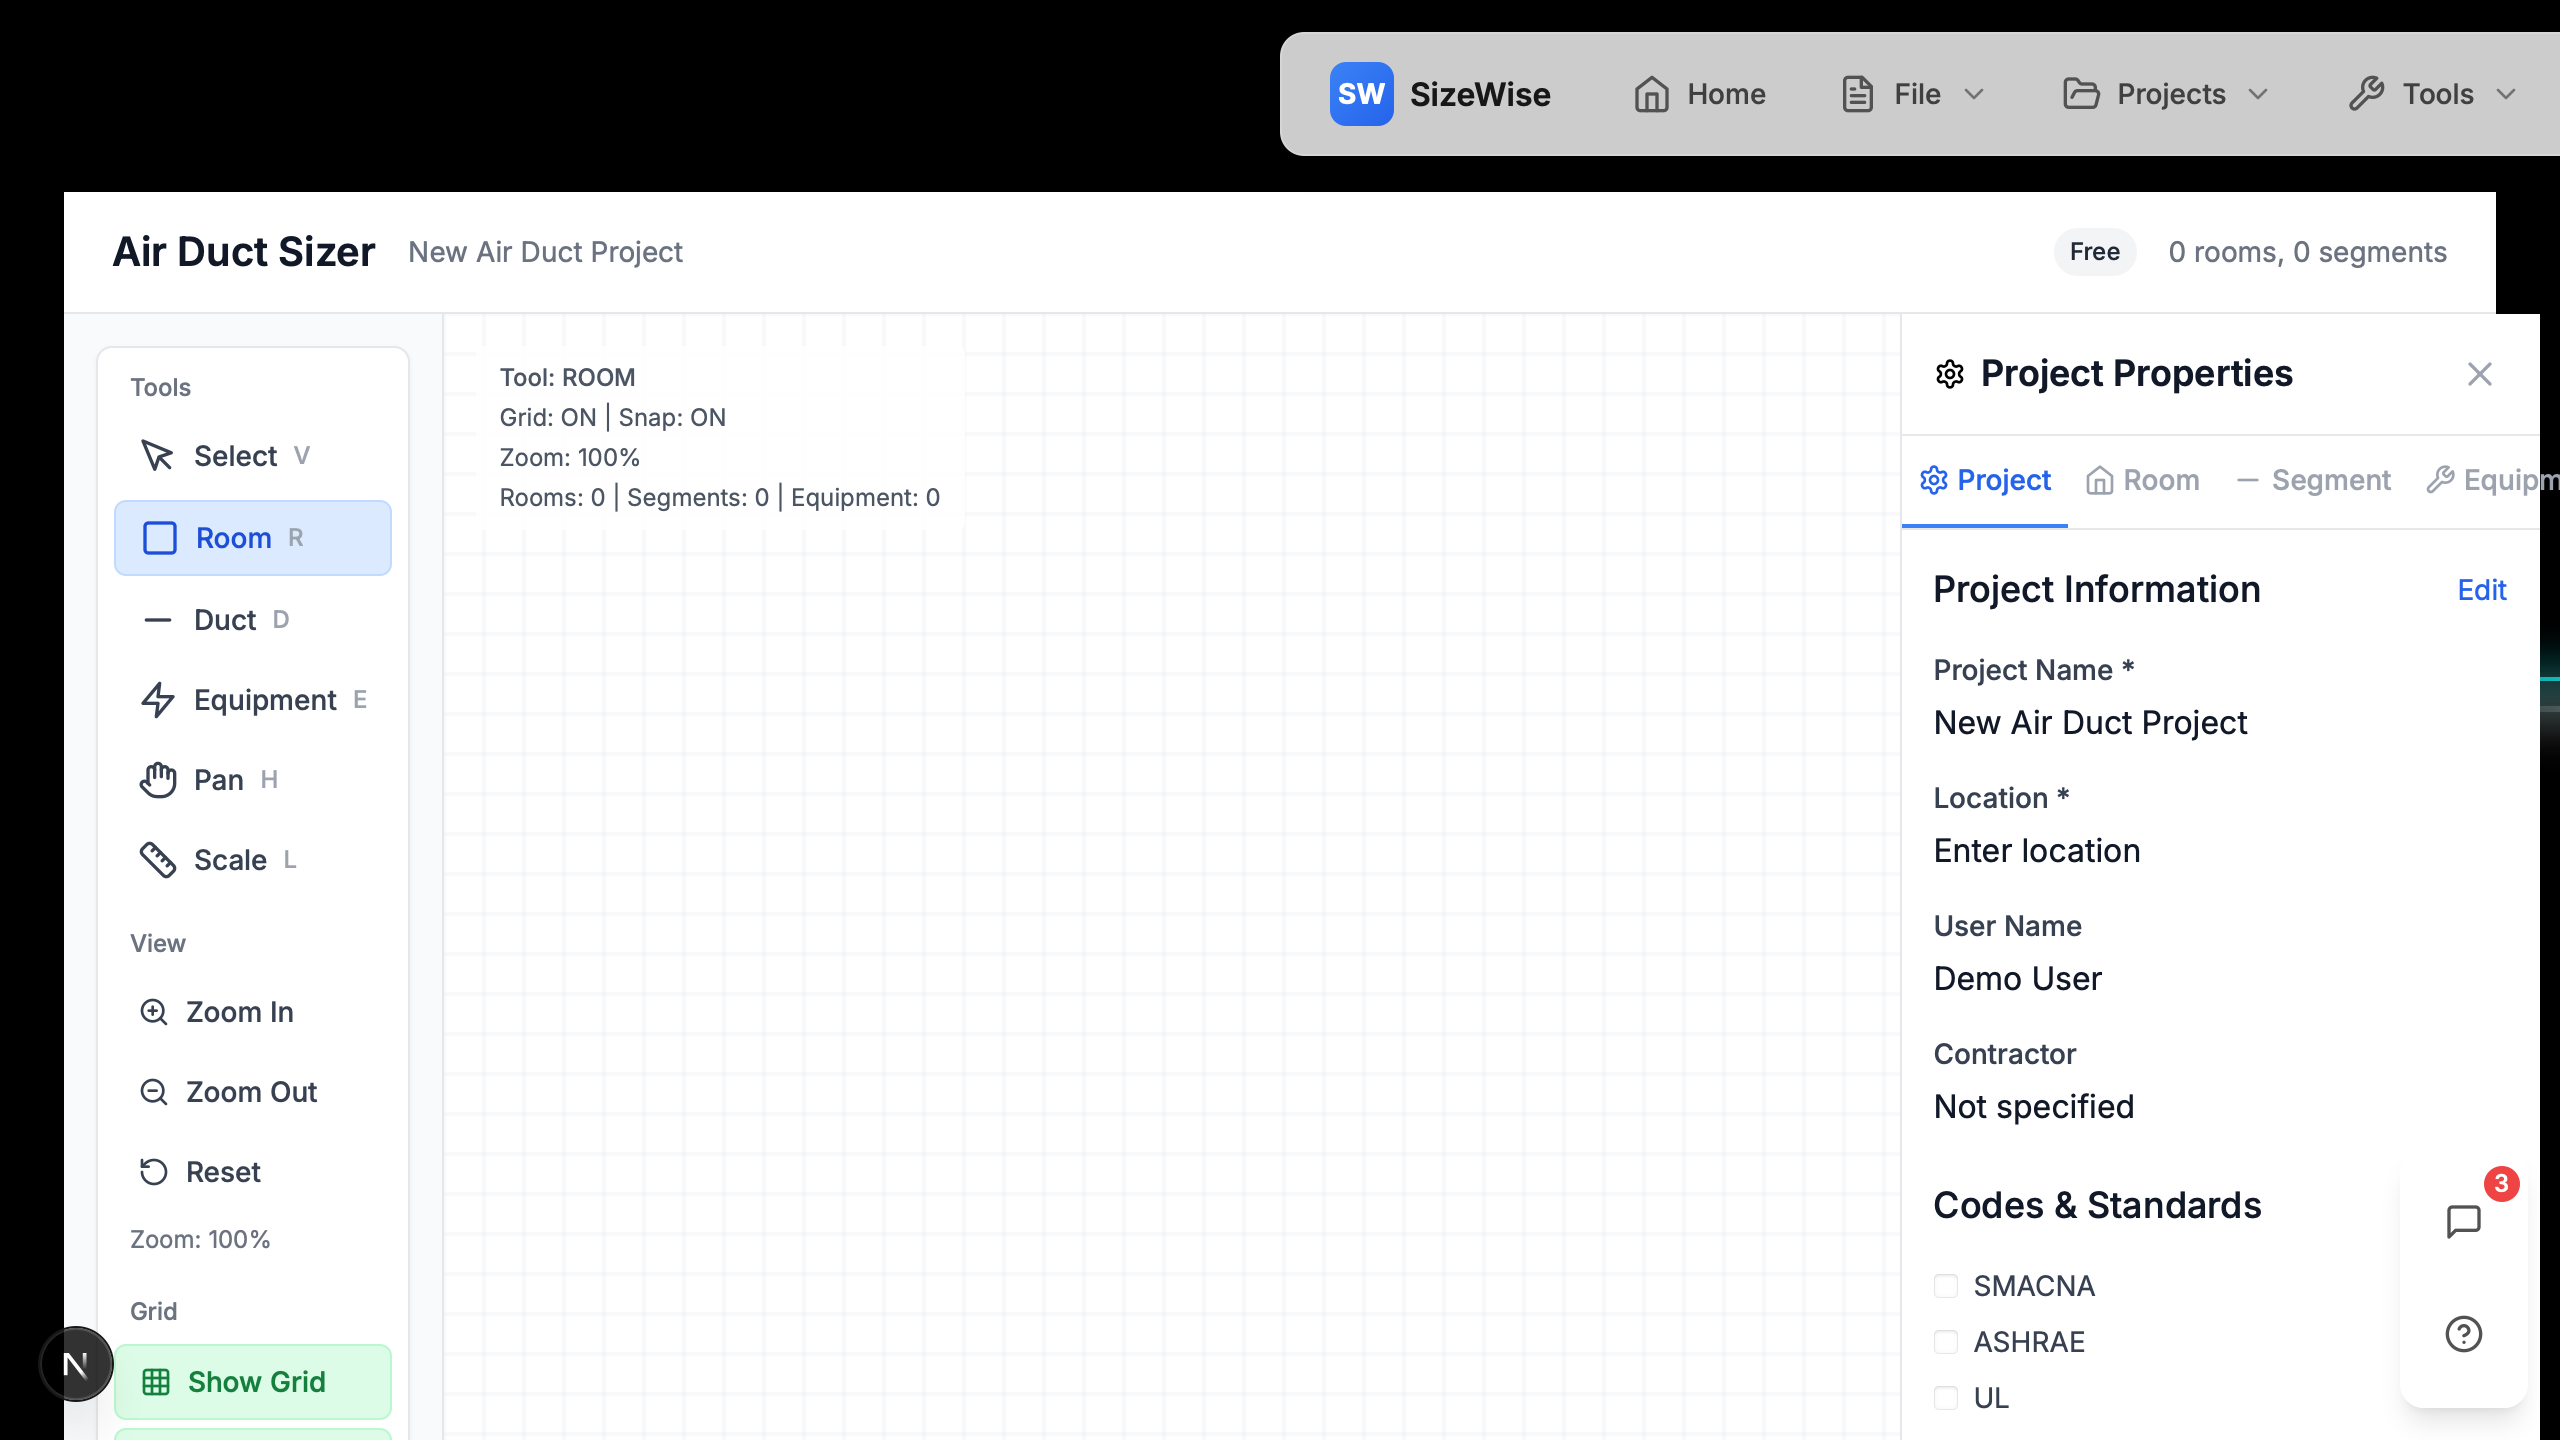 SW SizeWise Home File Projects Tools
Air Duct Sizer New Air Duct Project Free 0 rooms, 0 segments
Tools
Select V
Room R
Duct D
Equipment E
Pan H
Scale L
View
Zoom In
Zoom Out
Reset
Zoom: 100%
Grid
N
Show Grid
Tool: ROOM
Grid: ON | Snap: ON
Zoom: 100%
Rooms: 0 | Segments: 0 | Equipment: 0
Project Properties
Project Room Segment Equipm
Project Information Edit
Project Name *
New Air Duct Project
Location *
Enter location
User Name
Demo User
Contractor
Not specified
Codes & Standards
SMACNA
ASHRAE
UL
3